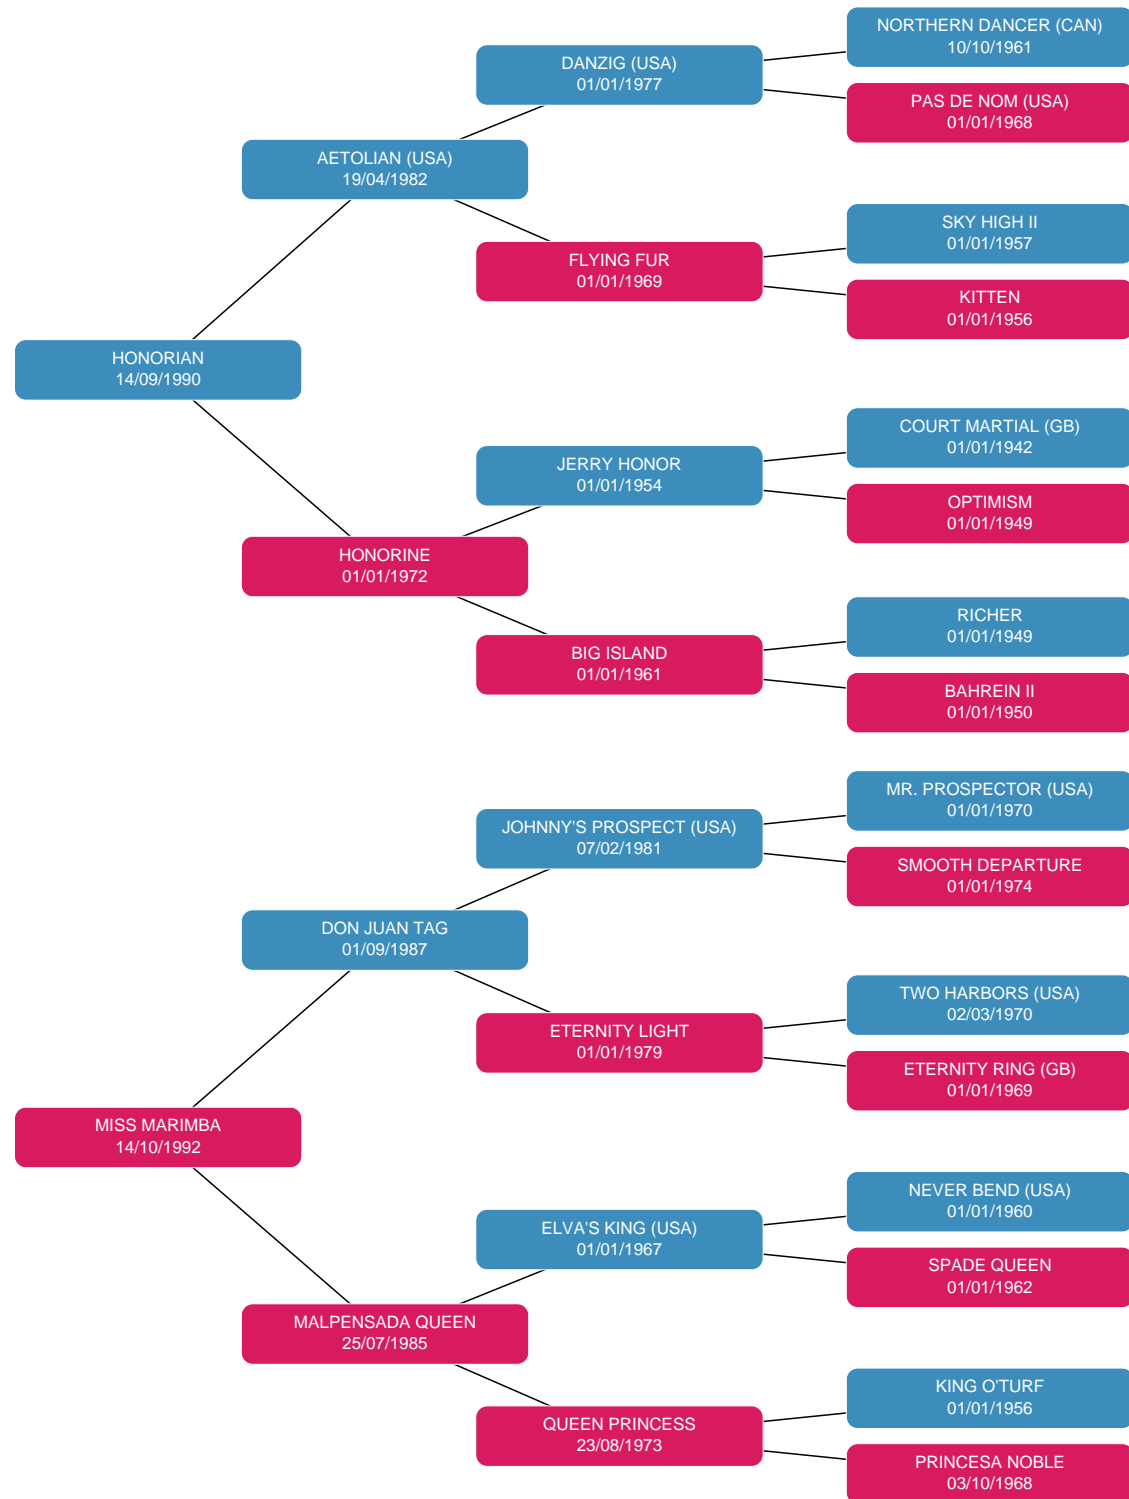 NORTHERN DANCER (CAN)
10/10/1961
DANZIG (USA)
01/01/1977
PAS DE NOM (USA)
01/01/1968
AETOLIAN (USA)
19/04/1982
SKY HIGH II
01/01/1957
FLYING FUR
01/01/1969
KITTEN
01/01/1956
HONORIAN
14/09/1990
COURT MARTIAL (GB)
01/01/1942
JERRY HONOR
01/01/1954
OPTIMISM
01/01/1949
HONORINE
01/01/1972
RICHER
01/01/1949
BIG ISLAND
01/01/1961
BAHREIN II
01/01/1950
MR. PROSPECTOR (USA)
01/01/1970
JOHNNY'S PROSPECT (USA)
07/02/1981
SMOOTH DEPARTURE
01/01/1974
DON JUAN TAG
01/09/1987
TWO HARBORS (USA)
02/03/1970
ETERNITY LIGHT
01/01/1979
ETERNITY RING (GB)
01/01/1969
MISS MARIMBA
14/10/1992
NEVER BEND (USA)
01/01/1960
ELVA'S KING (USA)
01/01/1967
SPADE QUEEN
01/01/1962
MALPENSADA QUEEN
25/07/1985
KING O'TURF
01/01/1956
QUEEN PRINCESS
23/08/1973
PRINCESA NOBLE
03/10/1968